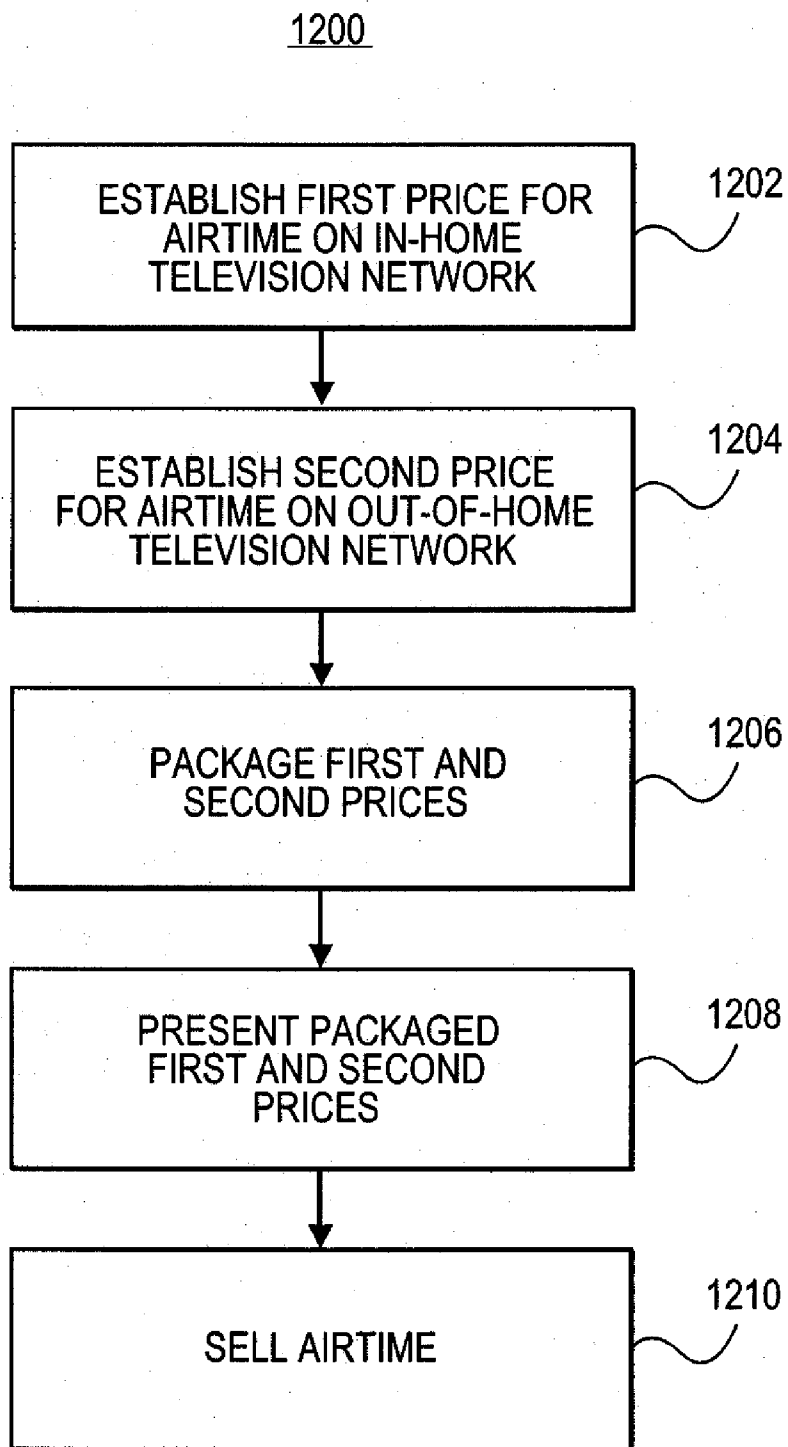 1200
ESTABLISH FIRST PRICE FOR
AIRTIME ON IN-HOME
TELEVISION NETWORK
1202
ESTABLISH SECOND PRICE
FOR AIRTIME ON OUT-OF-HOME
TELEVISION NETWORK
1204
PACKAGE FIRST AND
SECOND PRICES
1206
PRESENT PACKAGED
FIRST AND SECOND
PRICES
1208
SELL AIRTIME
1210